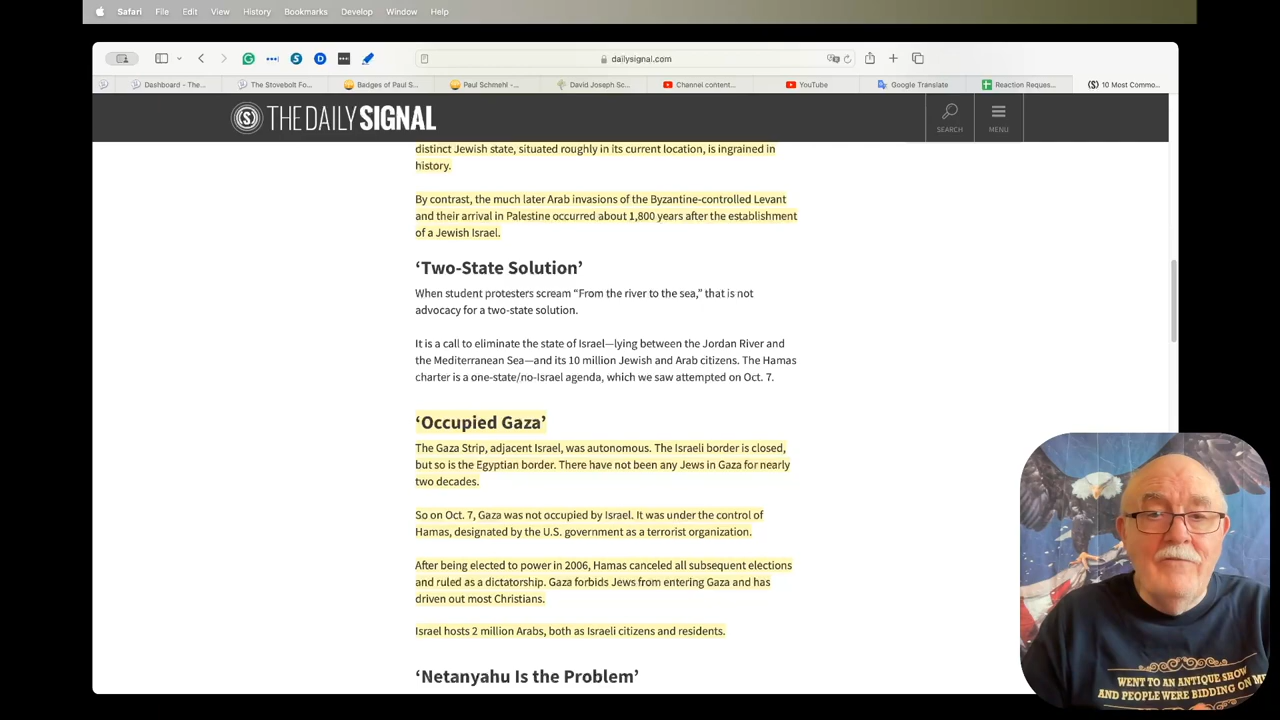 Safari File Edit View History Bookmarks Develop Window Help
dailysignal.com
Dashboard - The... The Stovebolt Fo... Badges of Paul S... Paul Schmehl -... David Joseph Sc... Channel content... YouTube Google Translate Reaction Reques... 10 Most Commo...
THE DAILY SIGNAL
SEARCH MENU
distinct Jewish state, situated roughly in its current location, is ingrained in
history.
By contrast, the much later Arab invasions of the Byzantine-controlled Levant
and their arrival in Palestine occurred about 1,800 years after the establishment
of a Jewish Israel.
‘Two-State Solution’
When student protesters scream “From the river to the sea,” that is not
advocacy for a two-state solution.
It is a call to eliminate the state of Israel—lying between the Jordan River and
the Mediterranean Sea—and its 10 million Jewish and Arab citizens. The Hamas
charter is a one-state/no-Israel agenda, which we saw attempted on Oct. 7.
‘Occupied Gaza’
The Gaza Strip, adjacent Israel, was autonomous. The Israeli border is closed,
but so is the Egyptian border. There have not been any Jews in Gaza for nearly
two decades.
So on Oct. 7, Gaza was not occupied by Israel. It was under the control of
Hamas, designated by the U.S. government as a terrorist organization.
After being elected to power in 2006, Hamas canceled all subsequent elections
and ruled as a dictatorship. Gaza forbids Jews from entering Gaza and has
driven out most Christians.
Israel hosts 2 million Arabs, both as Israeli citizens and residents.
‘Netanyahu Is the Problem’
WENT TO AN ANTIQUE SHOW
AND PEOPLE WERE BIDDING ON ME